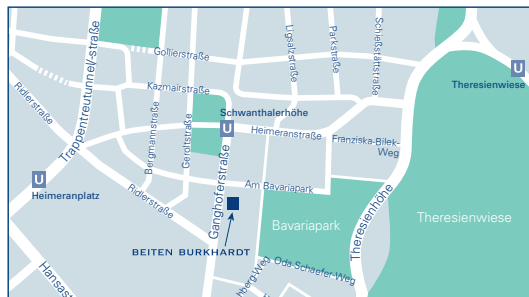 Gollierstraße
Trappentreutunnel/-straße
Ridlerstraße
Kazmairstraße
Bergmannstraße
Geroltstraße
Ligsalzstraße
Parkstraße
Schießstättstraße
Theresienwiese
Schwanthalerhöhe
Heimeranstraße
Franziska-Bilek-
Weg
Heimeranplatz
Ridlerstraße
Ganghoferstraße
Am Bavariapark
Bavariapark
Theresienhöhe
Theresienwiese
BEITEN BURKHARDT
Oda-Schaefer-Weg
U
U
U